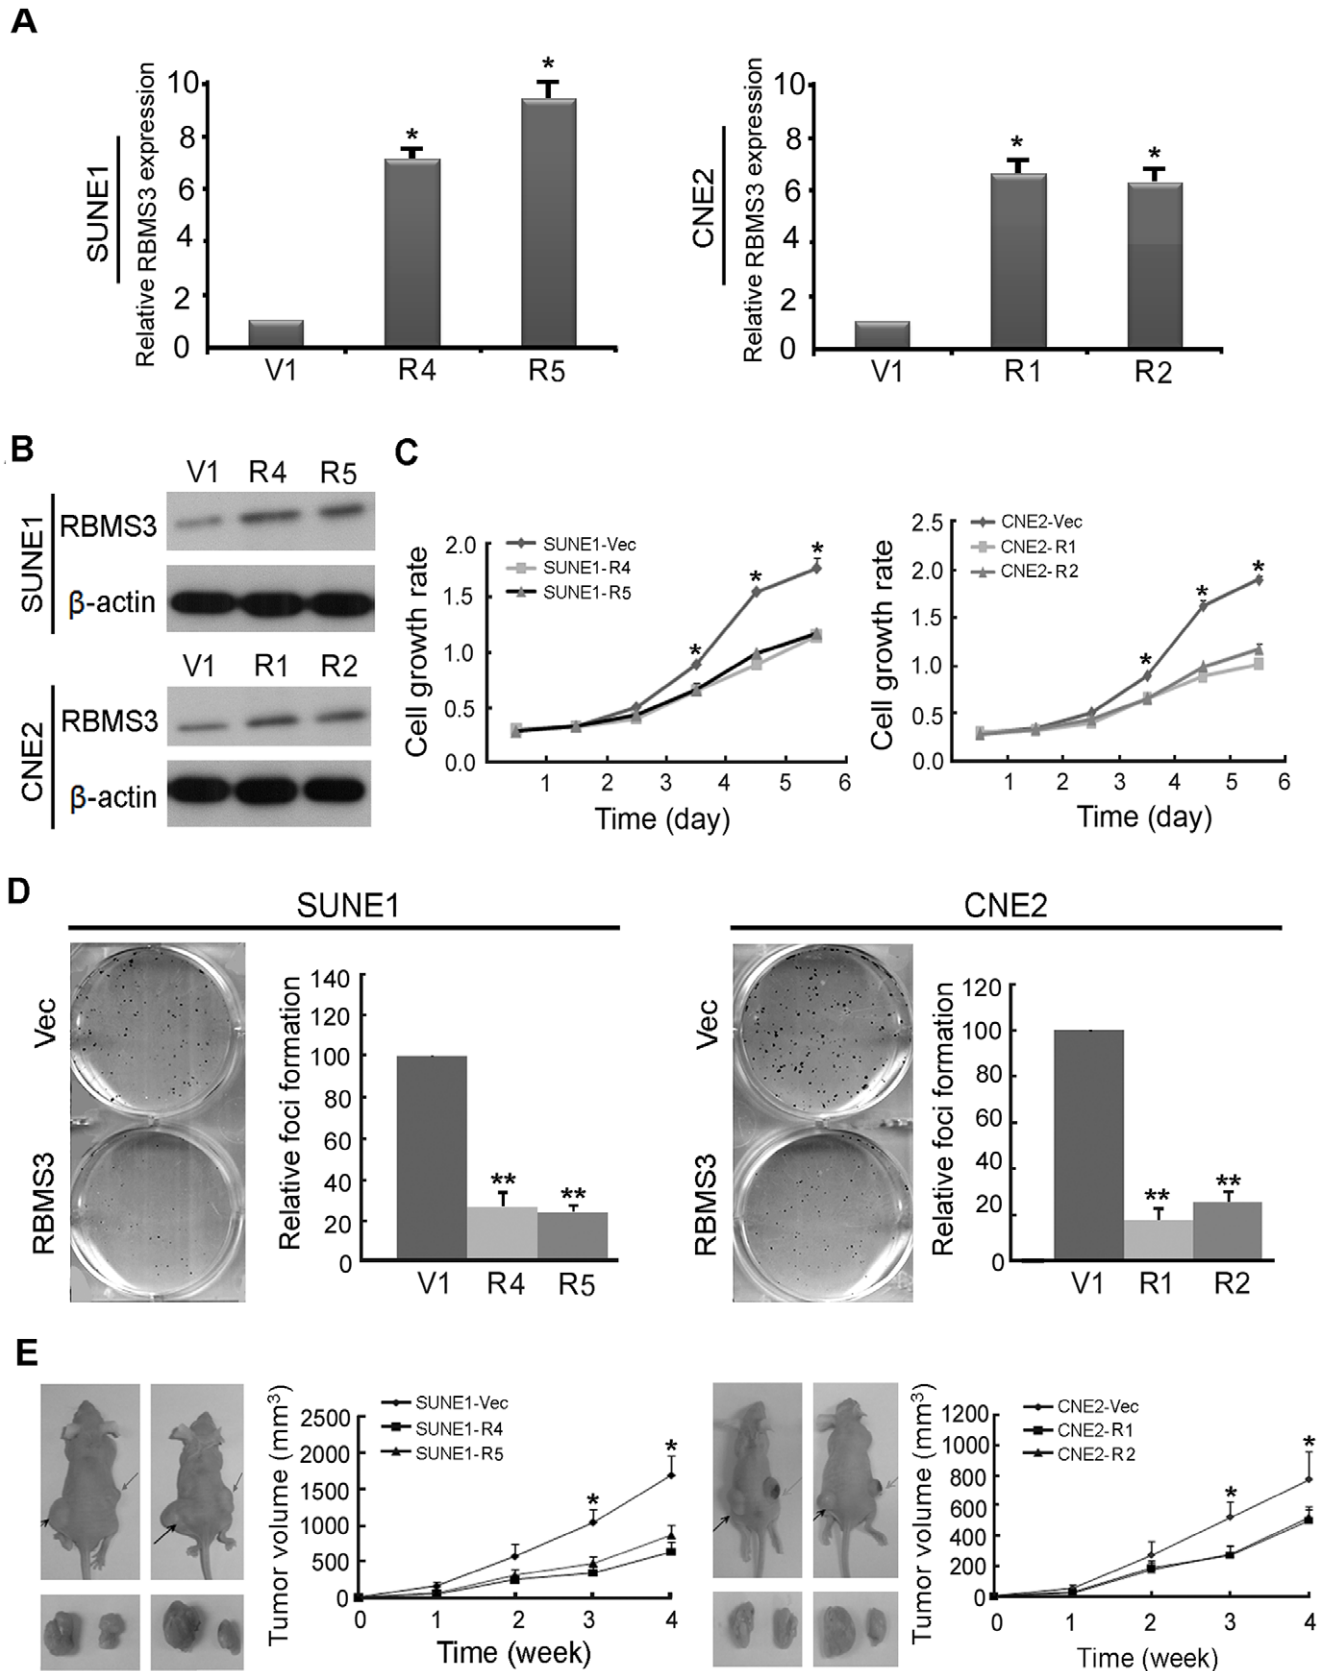 A
SUNE1
Relative RBMS3 expression
10
8
6
4
2
0
*
*
V1 R4 R5
CNE2
Relative RBMS3 expression
10
8
6
4
2
0
*
*
V1 R1 R2
B
SUNE1
V1 R4 R5
RBMS3
β-actin
CNE2
V1 R1 R2
RBMS3
β-actin
C
Cell growth rate
2.0
1.5
1.0
0.5
0.0
SUNE1-Vec
SUNE1-R4
SUNE1-R5
*
*
*
1 2 3 4 5 6
Time (day)
Cell growth rate
2.5
2.0
1.5
1.0
0.5
0.0
CNE2-Vec
CNE2-R1
CNE2-R2
*
*
*
1 2 3 4 5 6
Time (day)
D
SUNE1
Vec
RBMS3
Relative foci formation
140
120
100
80
60
40
20
0
** **
V1 R4 R5
CNE2
Vec
RBMS3
Relative foci formation
120
100
80
60
40
20
0
** **
V1 R1 R2
E
Tumor volume (mm³)
2500
2000
1500
1000
500
0
SUNE1-Vec
SUNE1-R4
SUNE1-R5
*
*
0 1 2 3 4
Time (week)
Tumor volume (mm³)
1200
1000
800
600
400
200
0
CNE2-Vec
CNE2-R1
CNE2-R2
*
*
0 1 2 3 4
Time (week)